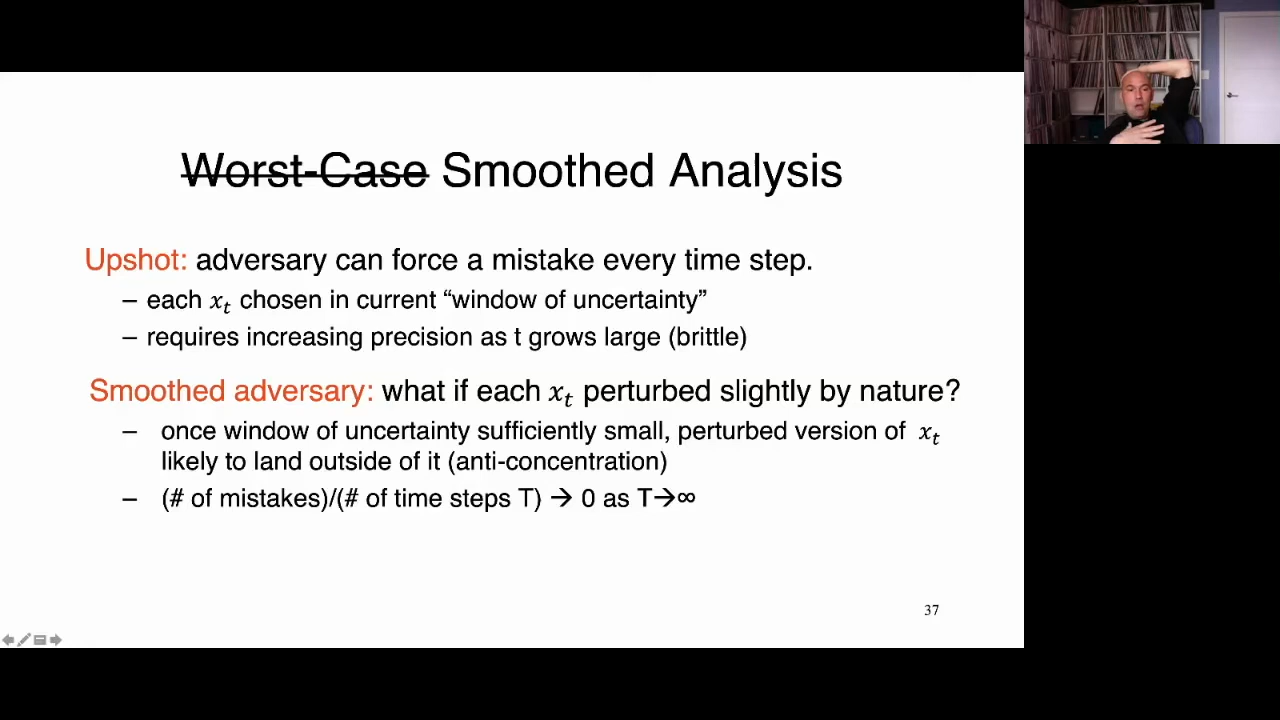 Worst-Case Smoothed Analysis
Upshot: adversary can force a mistake every time step.
– each xₜ chosen in current “window of uncertainty”
– requires increasing precision as t grows large (brittle)
Smoothed adversary: what if each xₜ perturbed slightly by nature?
– once window of uncertainty sufficiently small, perturbed version of xₜ
likely to land outside of it (anti-concentration)
– (# of mistakes)/(# of time steps T) → 0 as T→∞
37